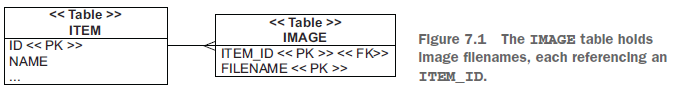 << Table >>
ITEM
ID << PK >>
NAME
...
<< Table >>
IMAGE
ITEM_ID << PK >> << FK>>
FILENAME << PK >>
Figure 7.1 The IMAGE table holds
image filenames, each referencing an
ITEM_ID.